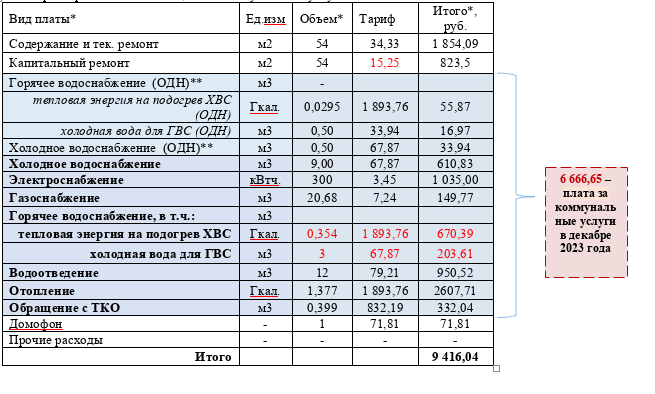 Вид платы* Ед.изм Объем* Тариф Итого*, руб.
Содержание и тек. ремонт м2 54 34,33 1 854,09
Капитальный ремонт м2 54 15,25 823,5
Горячее водоснабжение (ОДН)** м3 -
тепловая энергия на подогрев ХВС (ОДН) Гкал. 0,0295 1 893,76 55,87
холодная вода для ГВС (ОДН) м3 0,50 33,94 16,97
Холодное водоснабжение (ОДН)** м3 0,50 67,87 33,94
Холодное водоснабжение м3 9,00 67,87 610,83
Электроснабжение кВтч. 300 3,45 1 035,00
Газоснабжение м3 20,68 7,24 149,77
Горячее водоснабжение, в т.ч.: м3
тепловая энергия на подогрев ХВС Гкал. 0,354 1 893,76 670,39
холодная вода для ГВС м3 3 67,87 203,61
Водоотведение м3 12 79,21 950,52
Отопление Гкал. 1,377 1 893,76 2607,71
Обращение с ТКО м3 0,399 832,19 332,04
Домофон - 1 71,81 71,81
Прочие расходы - - - -
Итого 9 416,04
6 666,65 –
плата за
коммуналь
ные услуги
в декабре
2023 года